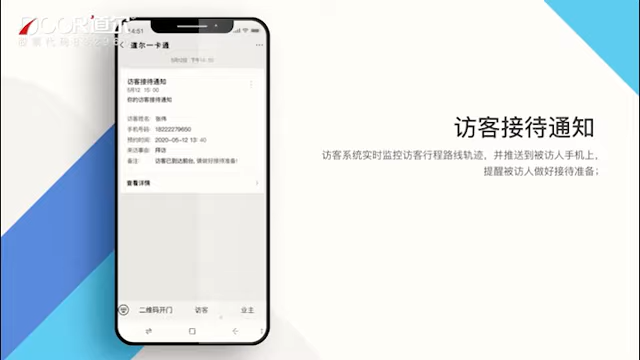 DOOR道尔
14:51
道尔一卡通
访客接待通知
5月12 15:00
你的访客接待通知
访客姓名: 张伟
手机号码: 18222279650
预约时间: 2020-05-12 13:40
来访事由: 拜访
备注: 访客已到达前台, 请做好接待准备!
查看详情
二维码开门 访客 业主
访客接待通知
访客系统实时监控访客行程路线轨迹，并推送到被访人手机上，
提醒被访人做好接待准备；